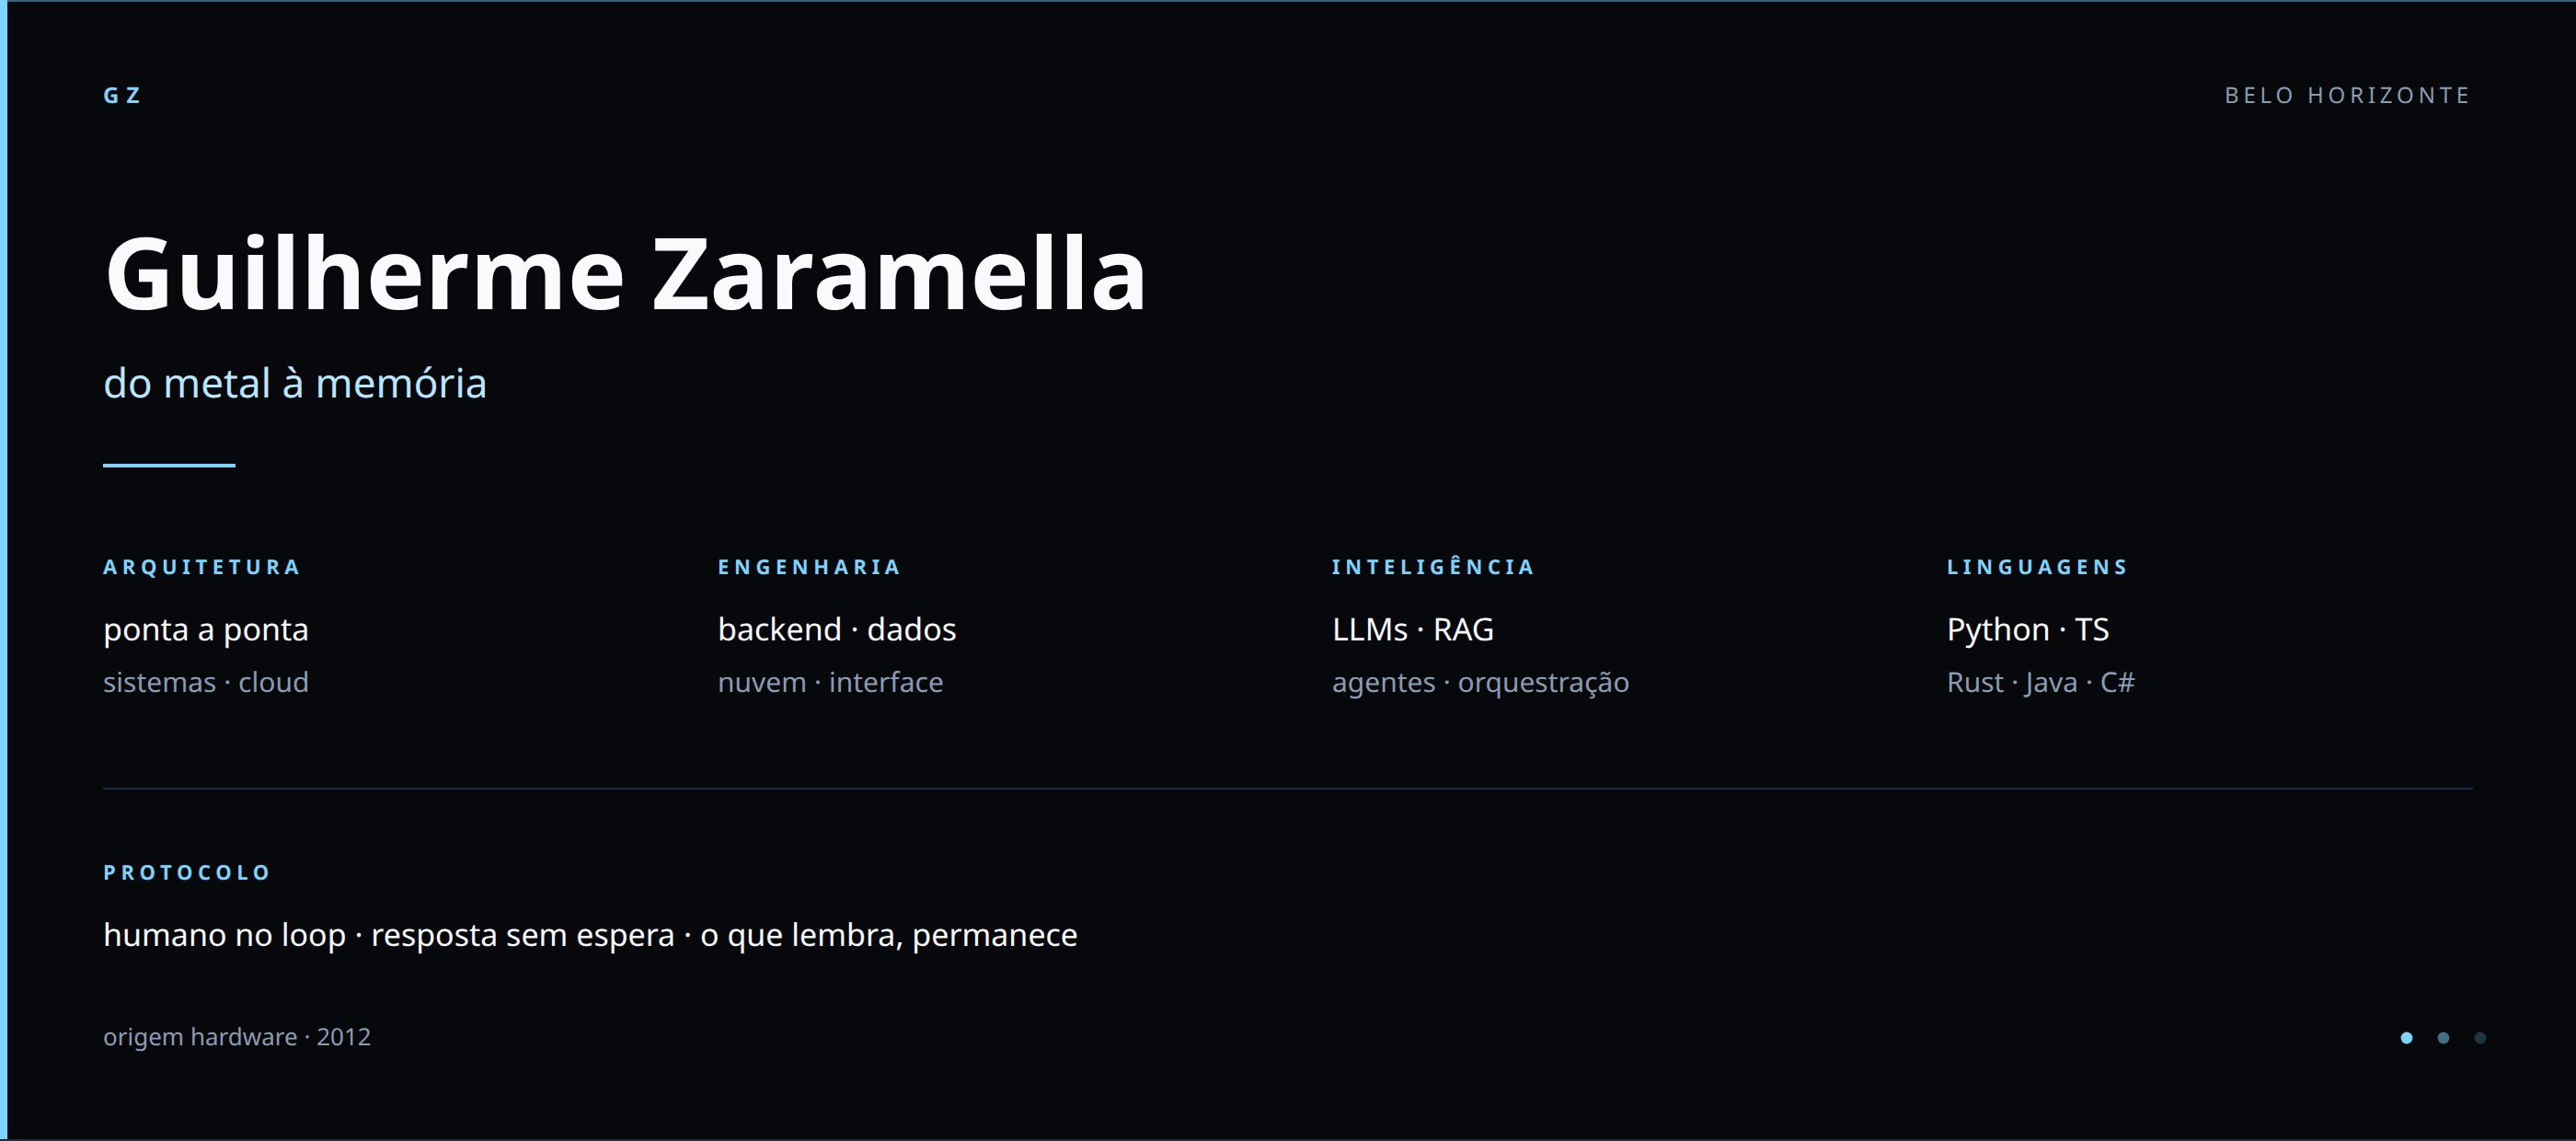 GZ
BELO HORIZONTE
Guilherme Zaramella
do metal à memória
ARQUITETURA
ponta a ponta
sistemas · cloud
ENGENHARIA
backend · dados
nuvem · interface
INTELIGÊNCIA
LLMs · RAG
agentes · orquestração
LINGUAGENS
Python · TS
Rust · Java · C#
PROTOCOLO
humano no loop · resposta sem espera · o que lembra, permanece
origem hardware · 2012